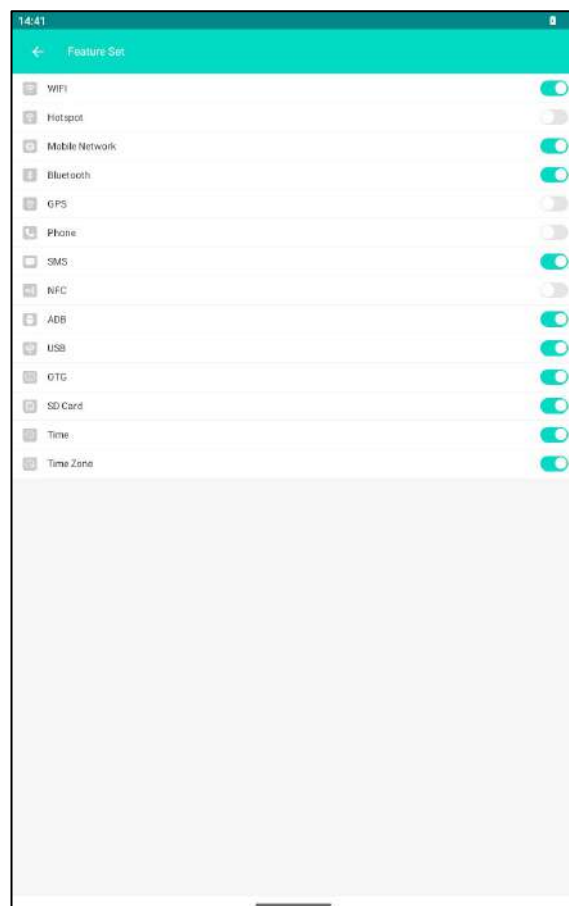 14:41
Feature Set
WIFI
Hotspot
Mobile Network
Bluetooth
GPS
Phone
SMS
NFC
ADB
USB
OTG
SD Card
Time
Time Zone